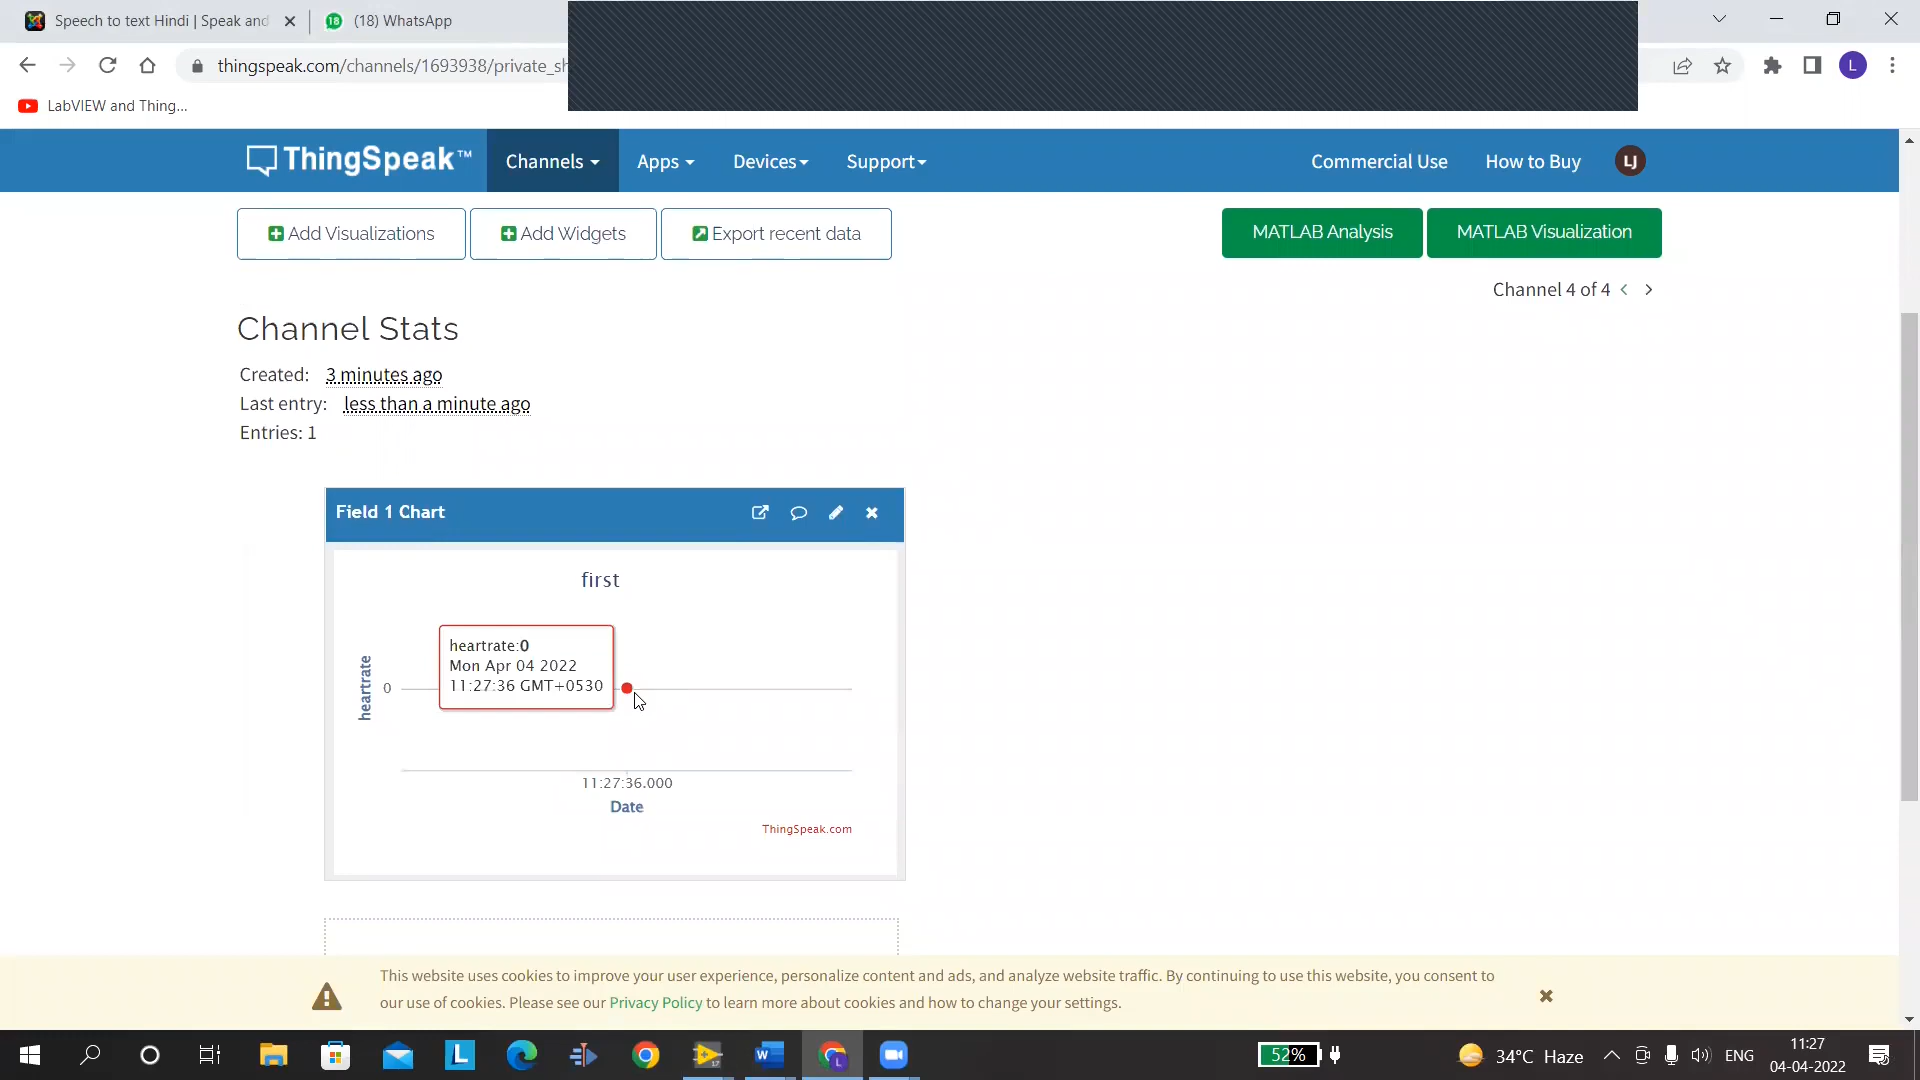 Speech to text Hindi | Speak and
18
(18) WhatsApp
thingspeak.com/channels/1693938/private_sh
L
LabVIEW and Thing...
ThingSpeak™
Channels
Apps
Devices
Support
Commercial Use
How to Buy
LJ
Add Visualizations
Add Widgets
Export recent data
MATLAB Analysis
MATLAB Visualization
Channel 4 of 4
Channel Stats
Created: 3 minutes ago
Last entry: less than a minute ago
Entries: 1
Field 1 Chart
first
heartrate:0
Mon Apr 04 2022
11:27:36 GMT+0530
heartrate
0
11:27:36.000
Date
ThingSpeak.com
This website uses cookies to improve your user experience, personalize content and ads, and analyze website traffic. By continuing to use this website, you consent to
our use of cookies. Please see our Privacy Policy to learn more about cookies and how to change your settings.
L
W
L
52%
34°C Haze
ENG
11:27
04-04-2022